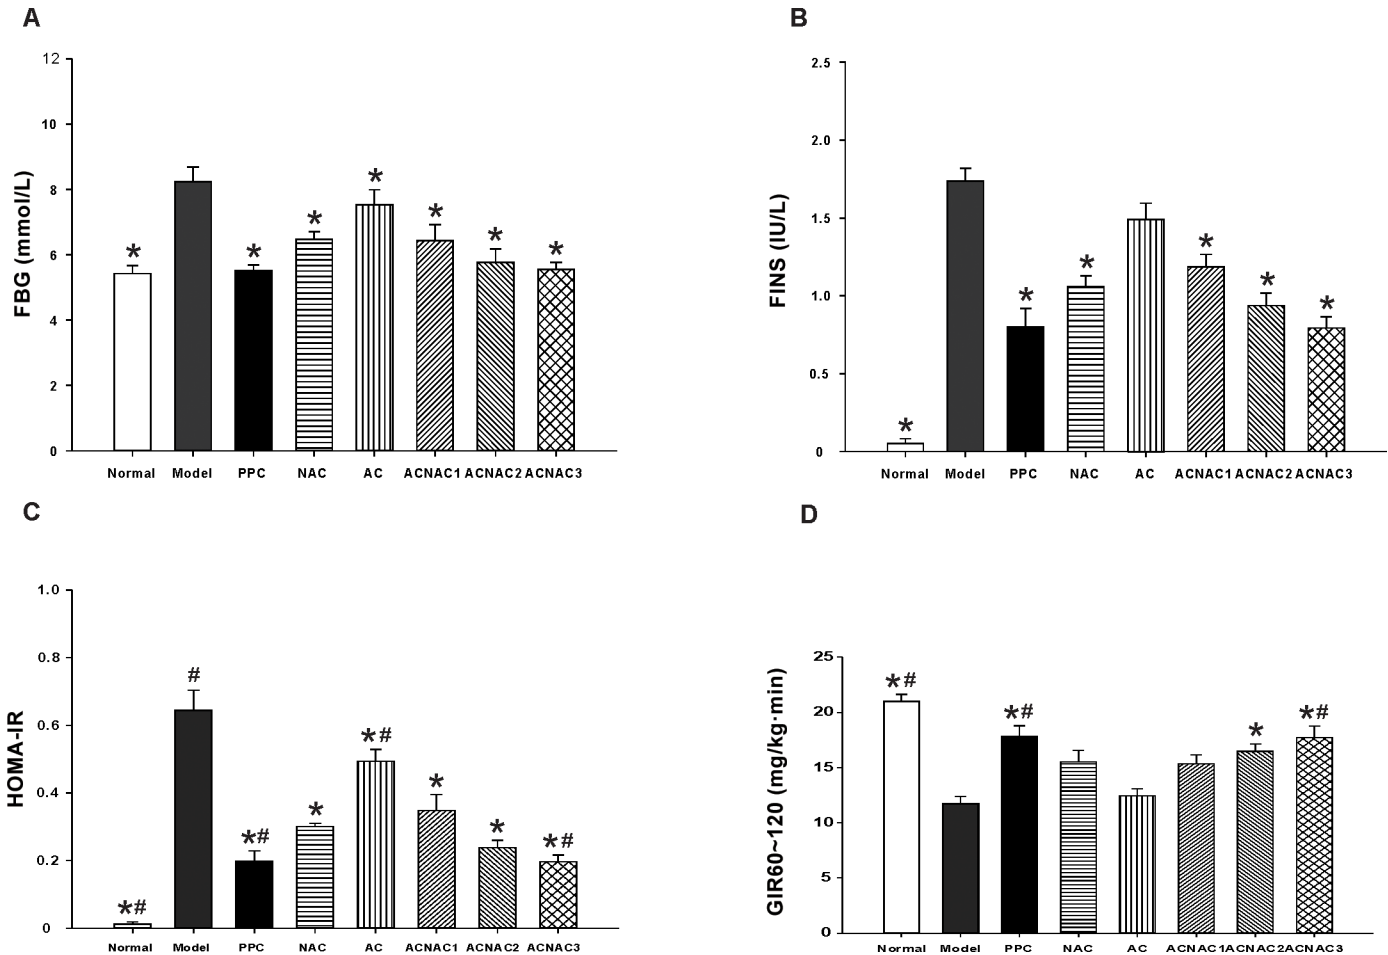 A
12
10
8
6
4
2
0
FBG (mmol/L)
* * * * * * *
Normal Model PPC NAC AC ACNAC1 ACNAC2 ACNAC3
B
2.5
2.0
1.5
1.0
0.5
0
FINS (IU/L)
* * * * * *
Normal Model PPC NAC AC ACNAC1 ACNAC2 ACNAC3
C
1.0
0.8
0.6
0.4
0.2
0
HOMA-IR
*# # *# * *# * * *#
Normal Model PPC NAC AC ACNAC1 ACNAC2 ACNAC3
D
25
20
15
10
5
0
GIR60~120 (mg/kg·min)
*# *# * *#
Normal Model PPC NAC AC ACNAC1 ACNAC2 ACNAC3